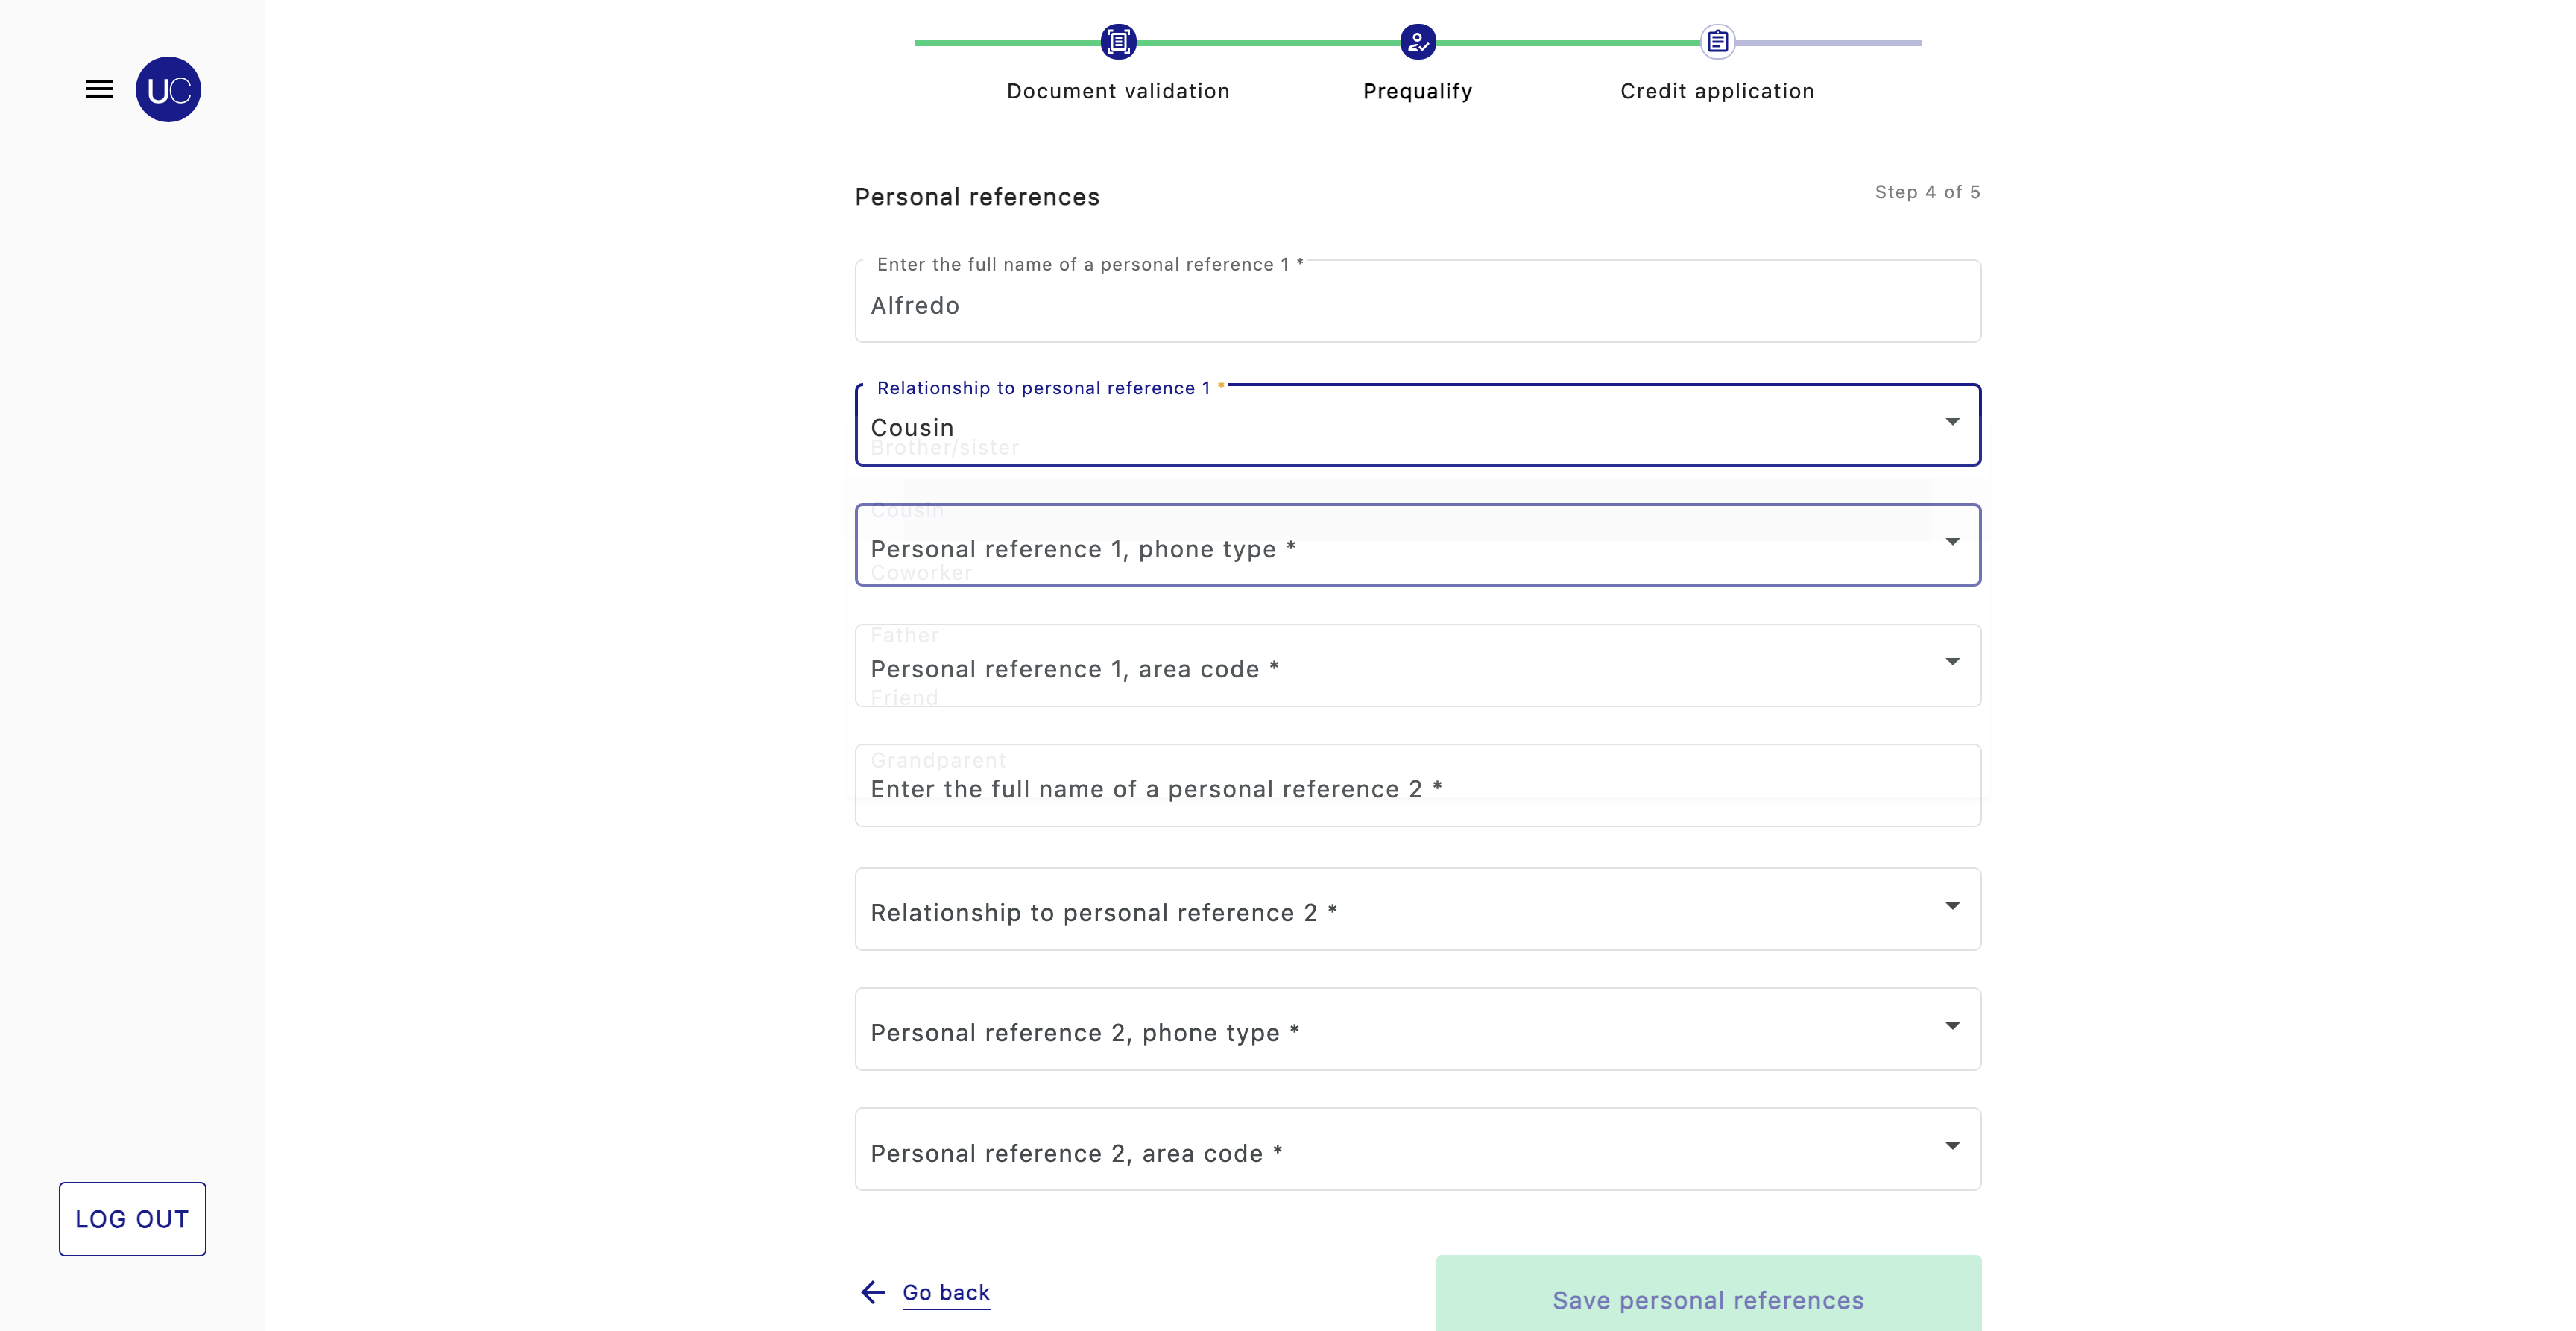 UC
Document validation
Prequalify
Credit application
Personal references
Step 4 of 5
Enter the full name of a personal reference 1 *
Alfredo
Relationship to personal reference 1 *
Cousin
Brother/sister
Cousin
Personal reference 1, phone type *
Coworker
Father
Personal reference 1, area code *
Friend
Grandparent
Enter the full name of a personal reference 2 *
Relationship to personal reference 2 *
Personal reference 2, phone type *
Personal reference 2, area code *
LOG OUT
Go back
Save personal references